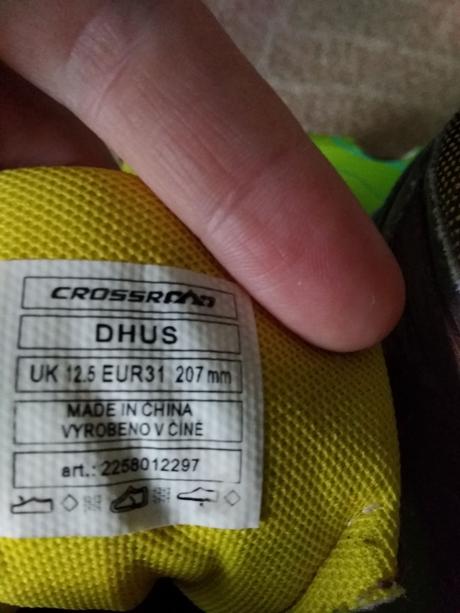 CROSSROAD
DHUS
UK 12.5 EUR31 207 mm
MADE IN CHINA
VYROBENO V ČÍNĚ
art.: 2258012297